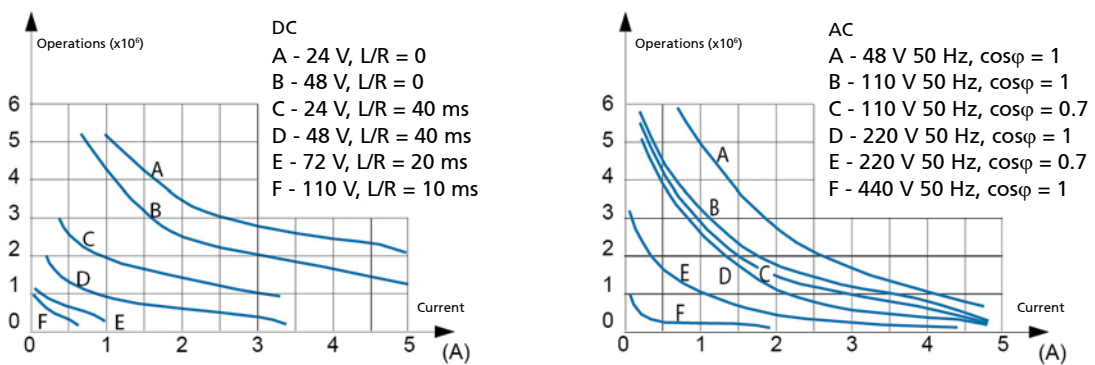 DC
Operations (x10⁶)
A - 24 V, L/R = 0
B - 48 V, L/R = 0
C - 24 V, L/R = 40 ms
D - 48 V, L/R = 40 ms
E - 72 V, L/R = 20 ms
F - 110 V, L/R = 10 ms
6
5
4
3
2
1
0
A
B
C
D
E
F
Current
0 1 2 3 4 5
(A)
AC
Operations (x10⁶)
A - 48 V 50 Hz, cosφ = 1
B - 110 V 50 Hz, cosφ = 1
C - 110 V 50 Hz, cosφ = 0.7
D - 220 V 50 Hz, cosφ = 1
E - 220 V 50 Hz, cosφ = 0.7
F - 440 V 50 Hz, cosφ = 1
6
5
4
3
2
1
0
A
B
E D C
F
Current
0 1 2 3 4 5
(A)